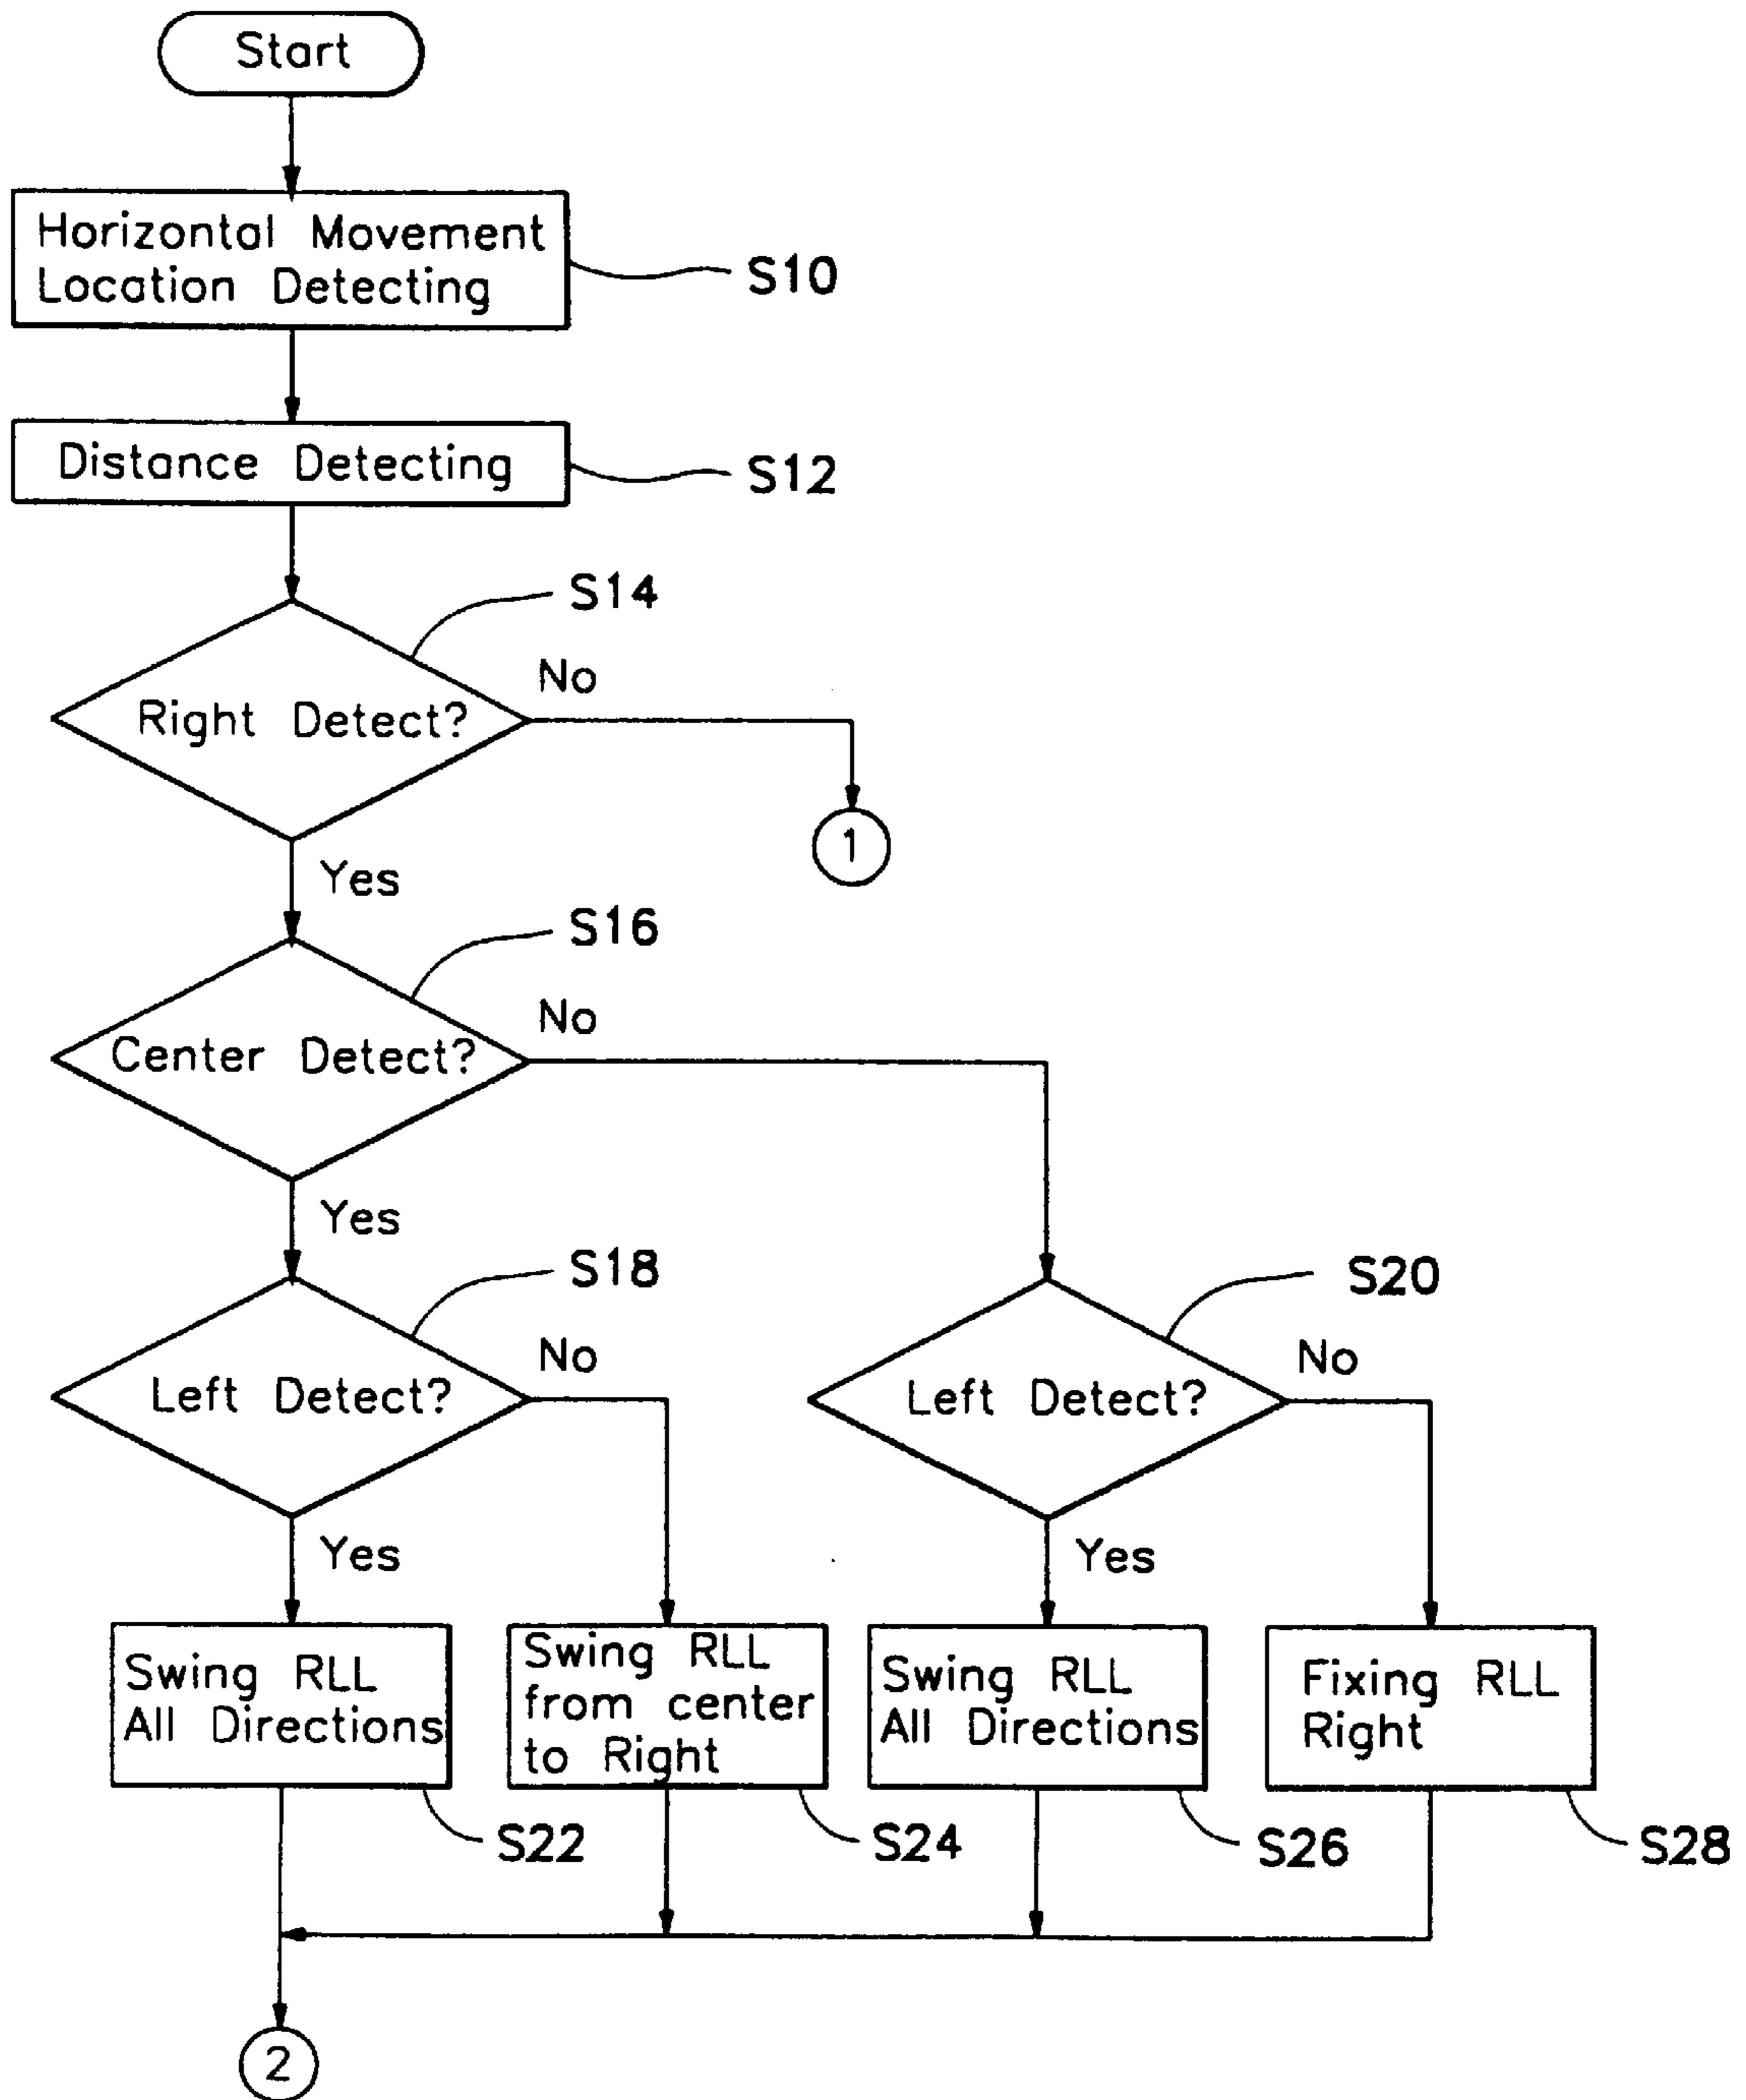 Start
Horizontal Movement
Location Detecting
S10
Distance Detecting
S12
S14
Right Detect?
No
1
Yes
S16
Center Detect?
No
Yes
S18
Left Detect?
No
S20
Left Detect?
No
Yes
Yes
Swing RLL
All Directions
S22
Swing RLL
from center
to Right
S24
Swing RLL
All Directions
S26
Fixing RLL
Right
S28
2